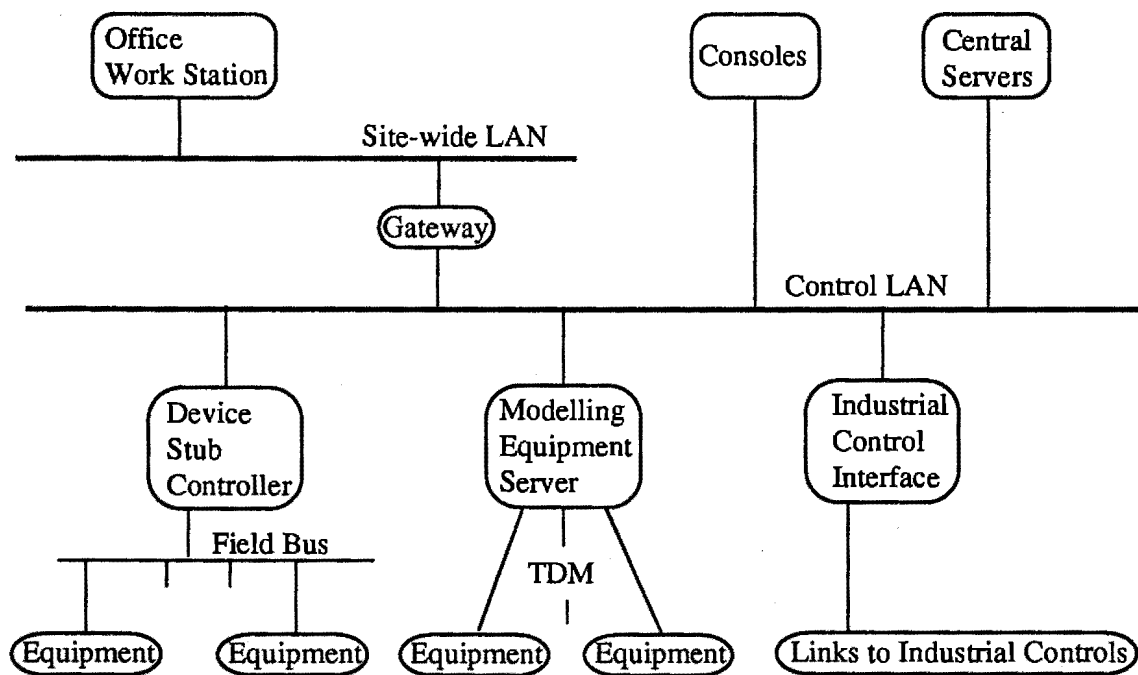 Office
Work Station
Consoles
Central
Servers
Site-wide LAN
Gateway
Control LAN
Device
Stub
Controller
Modelling
Equipment
Server
Industrial
Control
Interface
Field Bus
TDM
Equipment
Equipment
Equipment
Equipment
Links to Industrial Controls